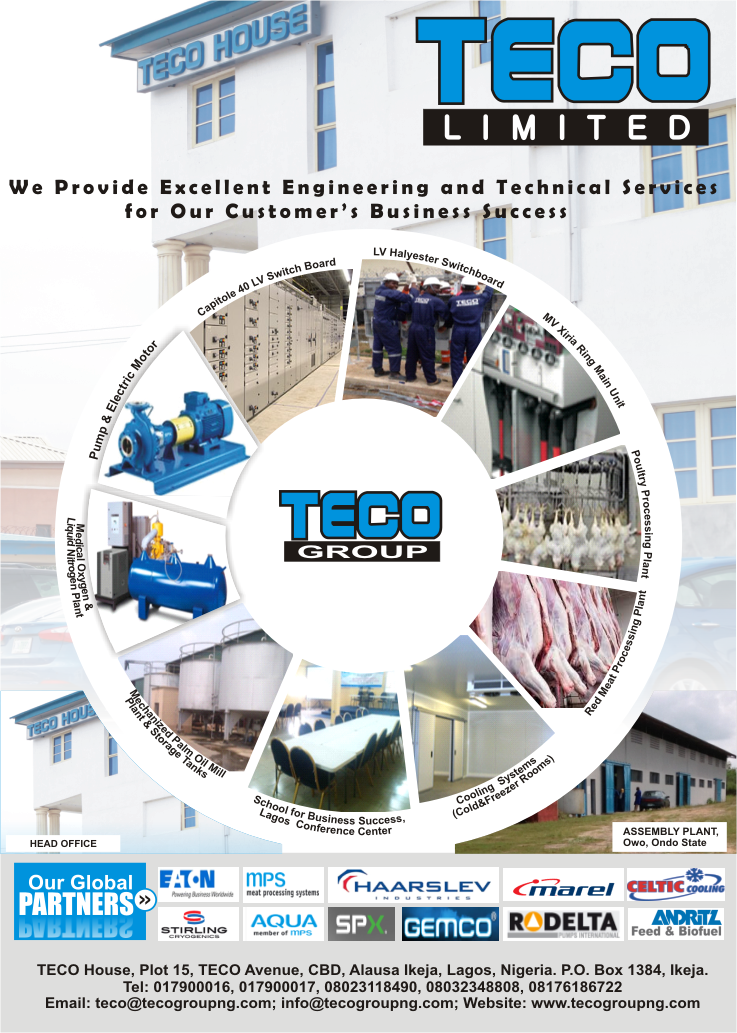 TECO HOUSE
TECO
LIMITED
We Provide Excellent Engineering and Technical Services
for Our Customer's Business Success
Capitole 40 LV Switch Board
LV Halyester Switchboard
TECO
TECO
MV Xiria Ring Main Unit
Pump & Electric Motor
Poultry Processing Plant
TECO
GROUP
Medical Oxygen &
Liquid Nitrogen Plant
Red Meat Processing Plant
Mechanized Palm Oil Mill
Plant & Storage Tanks
School for Business Success,
Lagos Conference Center
Cooling Systems
(Cold&Freezer Rooms)
TECO HOUS
HEAD OFFICE
ASSEMBLY PLANT,
Owo, Ondo State
Our Global
PARTNERS »
EATON
Powering Business Worldwide
MPS
meat processing systems
HAARSLEV
INDUSTRIES
marel
CELTIC COOLING
STIRLING
CRYOGENICS
AQUA
member of MPS
SPX
GEMCO®
RODELTA
PUMPS INTERNATIONAL
ANDRITZ
Feed & Biofuel
TECO House, Plot 15, TECO Avenue, CBD, Alausa Ikeja, Lagos, Nigeria. P.O. Box 1384, Ikeja.
Tel: 017900016, 017900017, 08023118490, 08032348808, 08176186722
Email: teco@tecogroupng.com; info@tecogroupng.com; Website: www.tecogroupng.com